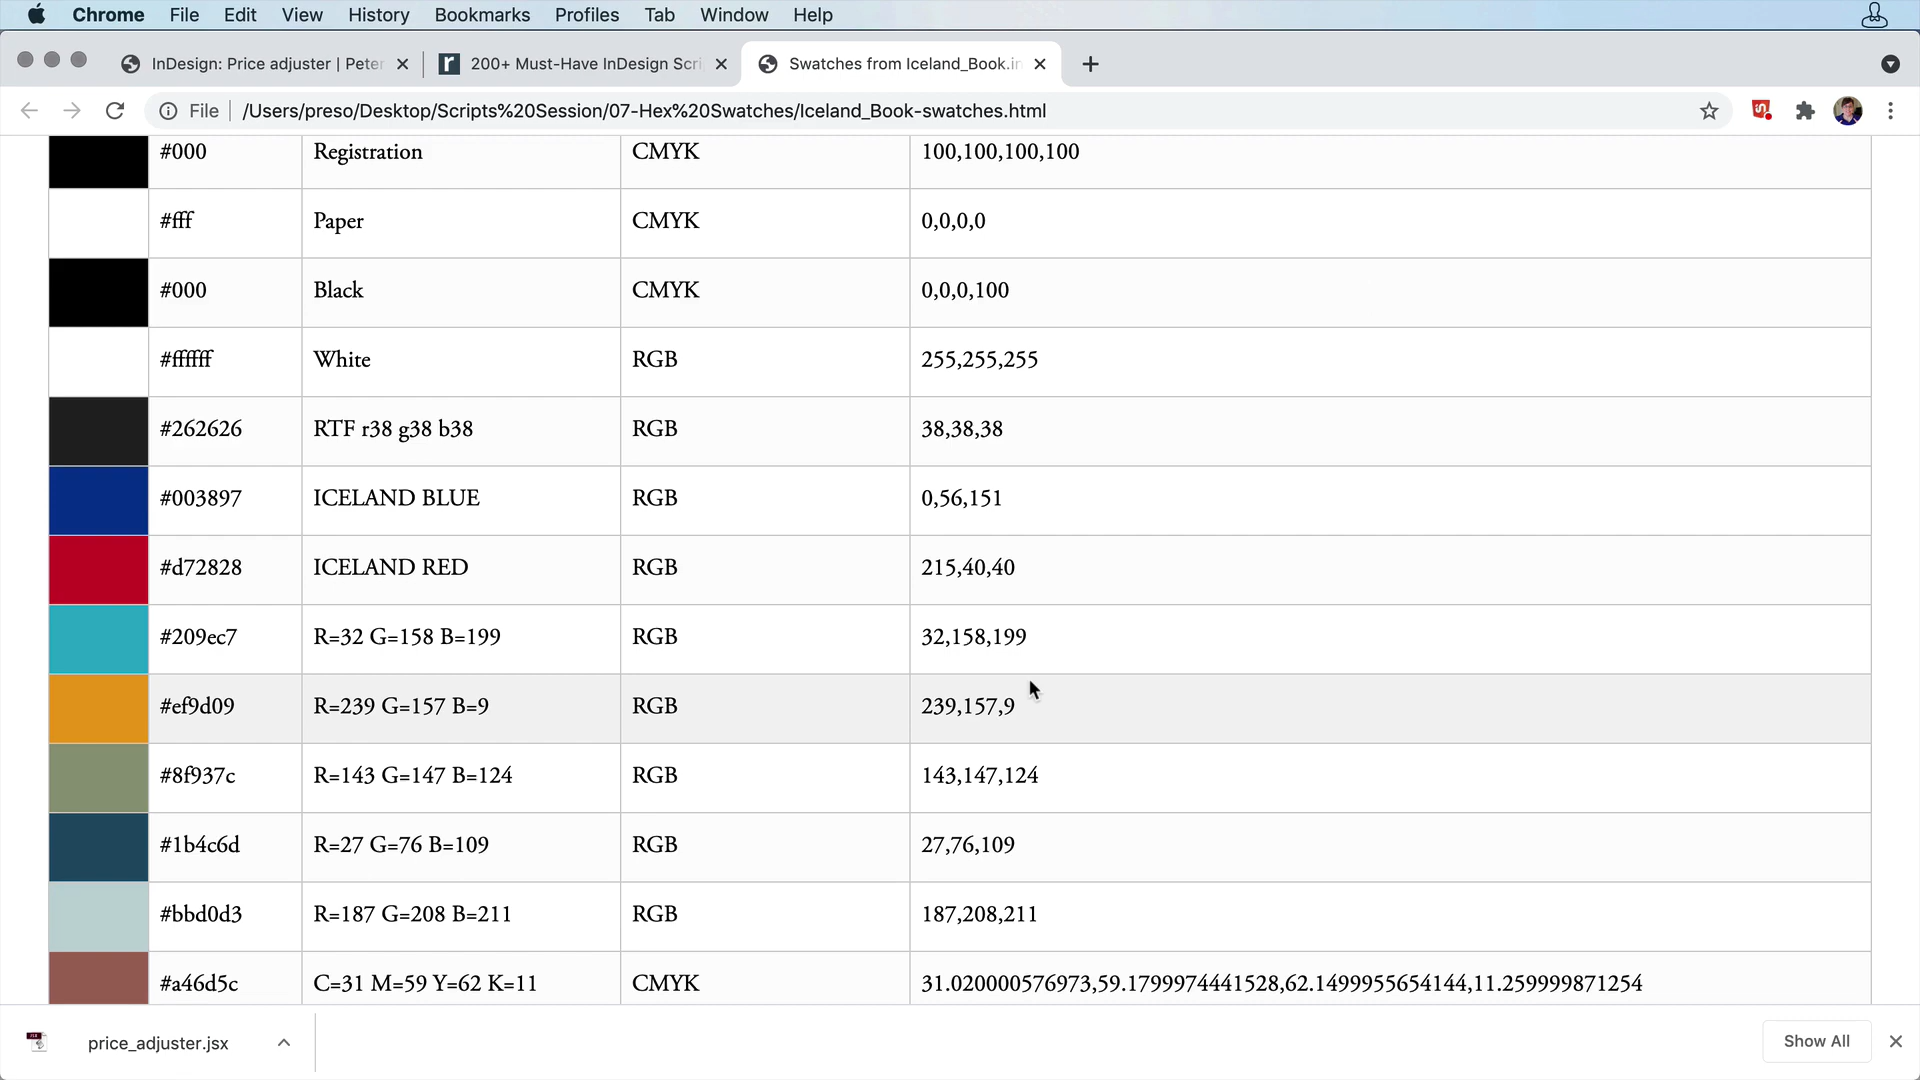 Chrome File Edit View History Bookmarks Profiles Tab Window Help
InDesign: Price adjuster | Peter
200+ Must-Have InDesign Scri
Swatches from Iceland_Book.in
File /Users/preso/Desktop/Scripts%20Session/07-Hex%20Swatches/Iceland_Book-swatches.html
#000 Registration CMYK 100,100,100,100
#fff Paper CMYK 0,0,0,0
#000 Black CMYK 0,0,0,100
#ffffff White RGB 255,255,255
#262626 RTF r38 g38 b38 RGB 38,38,38
#003897 ICELAND BLUE RGB 0,56,151
#d72828 ICELAND RED RGB 215,40,40
#209ec7 R=32 G=158 B=199 RGB 32,158,199
#ef9d09 R=239 G=157 B=9 RGB 239,157,9
#8f937c R=143 G=147 B=124 RGB 143,147,124
#1b4c6d R=27 G=76 B=109 RGB 27,76,109
#bbd0d3 R=187 G=208 B=211 RGB 187,208,211
#a46d5c C=31 M=59 Y=62 K=11 CMYK 31.020000576973,59.1799974441528,62.1499955654144,11.259999871254
price_adjuster.jsx
Show All